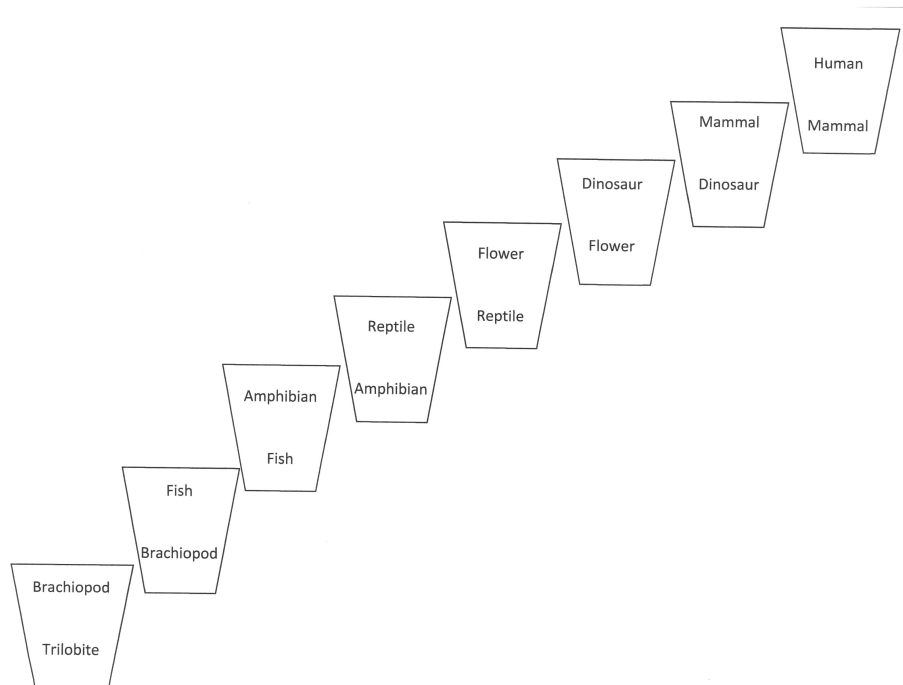 Human
Mammal
Mammal
Dinosaur
Dinosaur
Flower
Flower
Reptile
Reptile
Amphibian
Amphibian
Fish
Fish
Brachiopod
Brachiopod
Trilobite